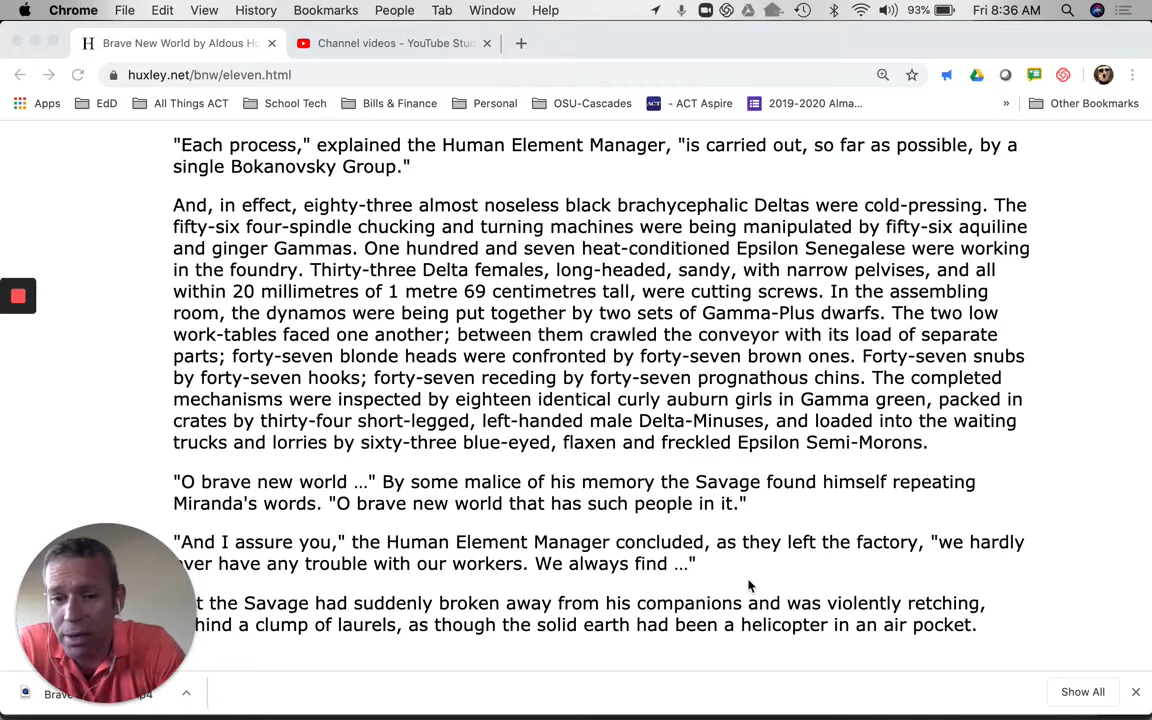 Chrome File Edit View History Bookmarks People Tab Window Help 93% Fri 8:36 AM
H Brave New World by Aldous Hu Channel videos - YouTube Stuc
huxley.net/bnw/eleven.html
Apps EdD All Things ACT School Tech Bills & Finance Personal OSU-Cascades ACT - ACT Aspire 2019-2020 Alma... » Other Bookmarks
"Each process," explained the Human Element Manager, "is carried out, so far as possible, by a
single Bokanovsky Group."
And, in effect, eighty-three almost noseless black brachycephalic Deltas were cold-pressing. The
fifty-six four-spindle chucking and turning machines were being manipulated by fifty-six aquiline
and ginger Gammas. One hundred and seven heat-conditioned Epsilon Senegalese were working
in the foundry. Thirty-three Delta females, long-headed, sandy, with narrow pelvises, and all
within 20 millimetres of 1 metre 69 centimetres tall, were cutting screws. In the assembling
room, the dynamos were being put together by two sets of Gamma-Plus dwarfs. The two low
work-tables faced one another; between them crawled the conveyor with its load of separate
parts; forty-seven blonde heads were confronted by forty-seven brown ones. Forty-seven snubs
by forty-seven hooks; forty-seven receding by forty-seven prognathous chins. The completed
mechanisms were inspected by eighteen identical curly auburn girls in Gamma green, packed in
crates by thirty-four short-legged, left-handed male Delta-Minuses, and loaded into the waiting
trucks and lorries by sixty-three blue-eyed, flaxen and freckled Epsilon Semi-Morons.
"O brave new world ..." By some malice of his memory the Savage found himself repeating
Miranda's words. "O brave new world that has such people in it."
"And I assure you," the Human Element Manager concluded, as they left the factory, "we hardly
ver have any trouble with our workers. We always find ..."
t the Savage had suddenly broken away from his companions and was violently retching,
hind a clump of laurels, as though the solid earth had been a helicopter in an air pocket.
Brave Show All